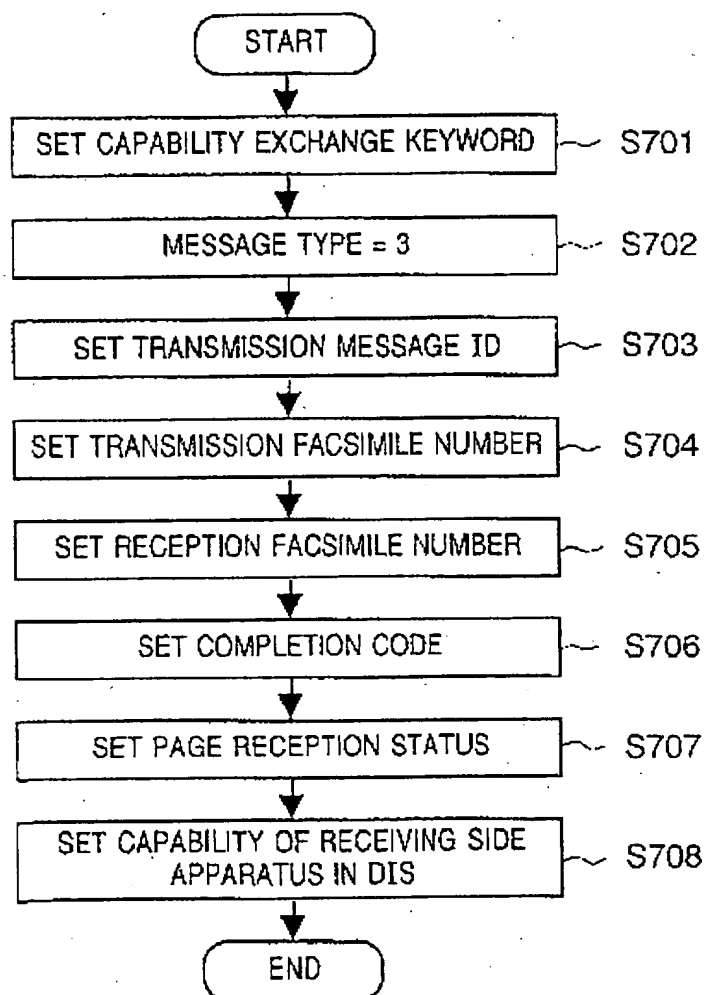 START
SET CAPABILITY EXCHANGE KEYWORD S701
MESSAGE TYPE = 3 S702
SET TRANSMISSION MESSAGE ID S703
SET TRANSMISSION FACSIMILE NUMBER S704
SET RECEPTION FACSIMILE NUMBER S705
SET COMPLETION CODE S706
SET PAGE RECEPTION STATUS S707
SET CAPABILITY OF RECEIVING SIDE
APPARATUS IN DIS S708
END